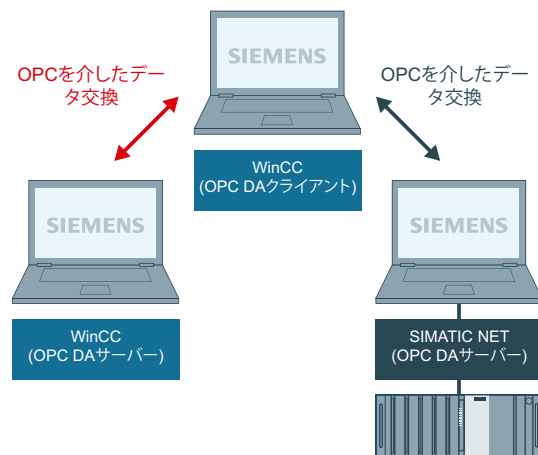 SIEMENS
OPCを介したデー
タ交換
OPCを介したデー
タ交換
WinCC
(OPC DAクライアント)
SIEMENS
SIEMENS
WinCC
(OPC DAサーバー)
SIMATIC NET
(OPC DAサーバー)